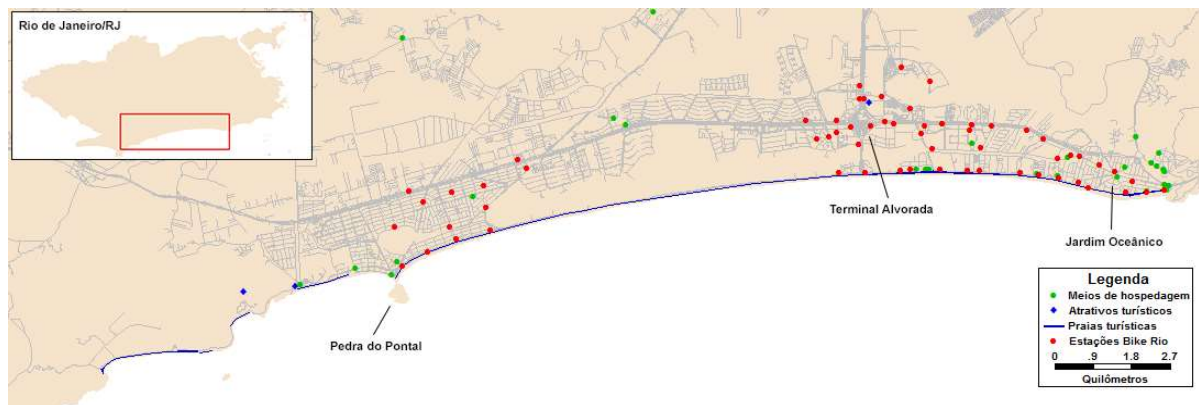 Rio de Janeiro/RJ
Terminal Alvorada
Jardim Oceânico
Pedra do Pontal
Legenda
Meios de hospedagem
Atrativos turísticos
Praias turísticas
Estações Bike Rio
0 .9 1.8 2.7
Quilômetros